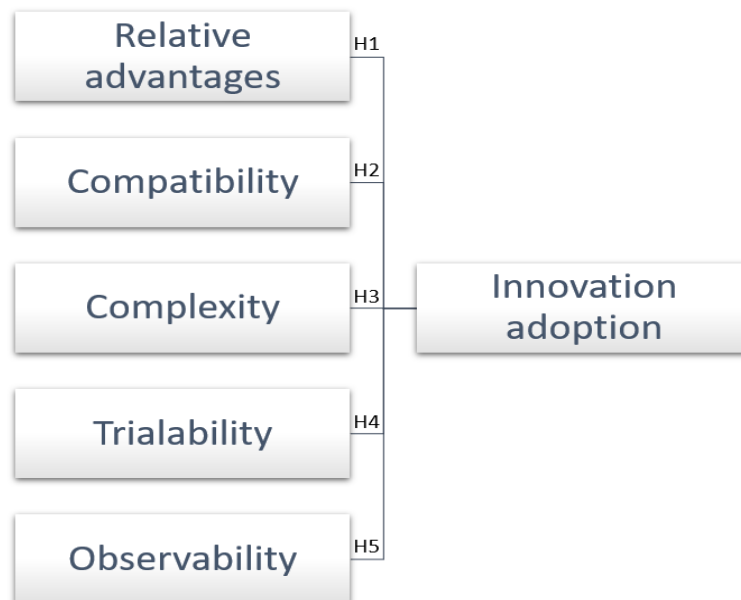 Relative
advantages
H1
Compatibility
H2
Complexity
H3
Innovation
adoption
Trialability
H4
Observability
H5